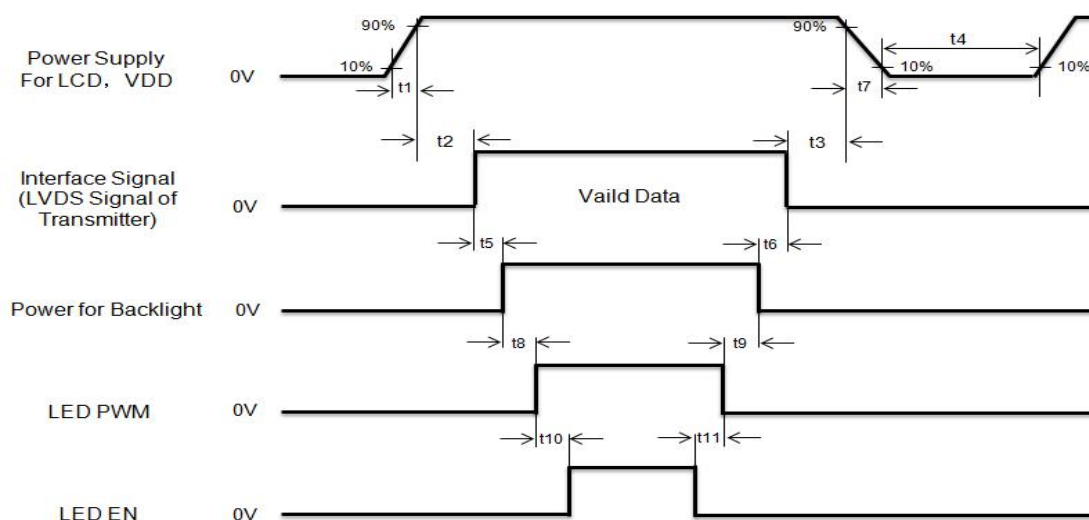 90%
90%
t4
Power Supply
For LCD，VDD
0V
10%
10%
10%
t1
t7
t2
t3
Interface Signal
(LVDS Signal of
Transmitter)
0V
Vaild Data
t5
t6
Power for Backlight
0V
t8
t9
LED PWM
0V
t10
t11
LED EN
0V